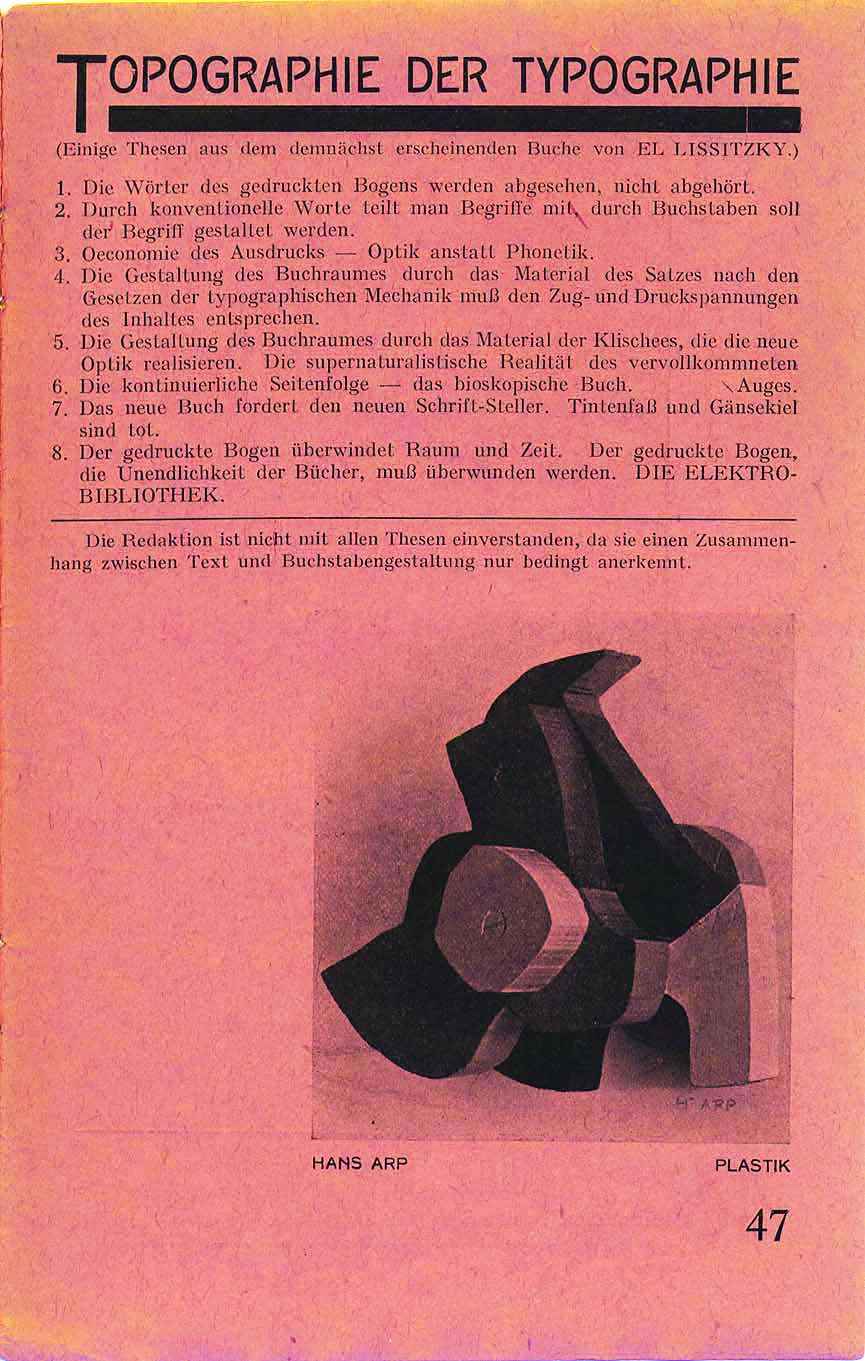 TOPOGRAPHIE DER TYPOGRAPHIE
(Einige Thesen aus dem demnächst erscheinenden Buche von EL LISSITZKY.)
1. Die Wörter des gedruckten Bogens werden abgesehen, nicht abgehört.
2. Durch konventionelle Worte teilt man Begriffe mit, durch Buchstaben soll
der Begriff gestaltet werden.
3. Oeconomie des Ausdrucks — Optik anstatt Phonetik.
4. Die Gestaltung des Buchraumes durch das Material des Satzes nach den
Gesetzen der typographischen Mechanik muß den Zug- und Druckspannungen
des Inhaltes entsprechen.
5. Die Gestaltung des Buchraumes durch das Material der Klischees, die die neue
Optik realisieren. Die supernaturalistische Realität des vervollkommneten
6. Die kontinuierliche Seitenfolge — das bioskopische Buch. \Auges.
7. Das neue Buch fordert den neuen Schrift-Steller. Tintenfaß und Gänsekiel
sind tot.
8. Der gedruckte Bogen überwindet Raum und Zeit. Der gedruckte Bogen,
die Unendlichkeit der Bücher, muß überwunden werden. DIE ELEKTRO-
BIBLIOTHEK.
Die Redaktion ist nicht mit allen Thesen einverstanden, da sie einen Zusammen-
hang zwischen Text und Buchstabengestaltung nur bedingt anerkennt.
H ARP
HANS ARP PLASTIK
47